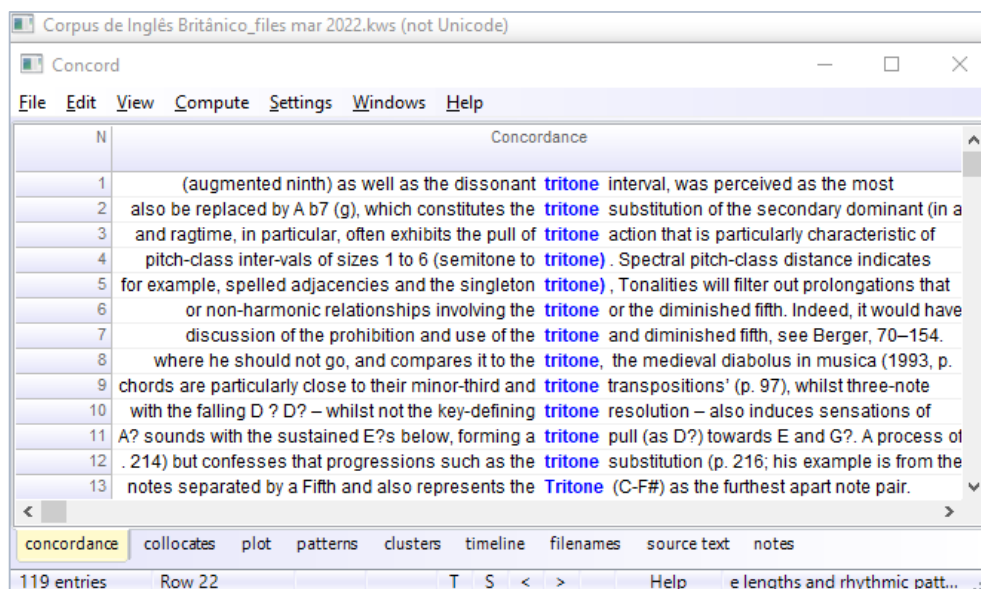 Corpus de Inglês Britânico_files mar 2022.kws (not Unicode)
Concord
File Edit View Compute Settings Windows Help
N Concordance
1 (augmented ninth) as well as the dissonant tritone interval, was perceived as the most
2 also be replaced by A b7 (g), which constitutes the tritone substitution of the secondary dominant (in a
3 and ragtime, in particular, often exhibits the pull of tritone action that is particularly characteristic of
4 pitch-class inter-vals of sizes 1 to 6 (semitone to tritone) . Spectral pitch-class distance indicates
5 for example, spelled adjacencies and the singleton tritone) , Tonalities will filter out prolongations that
6 or non-harmonic relationships involving the tritone or the diminished fifth. Indeed, it would have
7 discussion of the prohibition and use of the tritone and diminished fifth, see Berger, 70–154.
8 where he should not go, and compares it to the tritone, the medieval diabolus in musica (1993, p.
9 chords are particularly close to their minor-third and tritone transpositions’ (p. 97), whilst three-note
10 with the falling D ? D? – whilst not the key-defining tritone resolution – also induces sensations of
11 A? sounds with the sustained E?s below, forming a tritone pull (as D?) towards E and G?. A process of
12 . 214) but confesses that progressions such as the tritone substitution (p. 216; his example is from the
13 notes separated by a Fifth and also represents the Tritone (C-F#) as the furthest apart note pair.
concordance collocates plot patterns clusters timeline filenames source text notes
119 entries Row 22 T S < > Help e lengths and rhythmic patt...